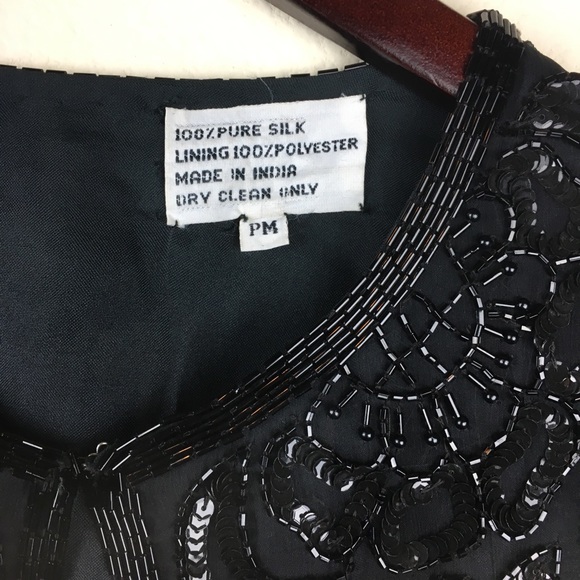 100% PURE SILK
LINING 100% POLYESTER
MADE IN INDIA
DRY CLEAN ONLY
PM